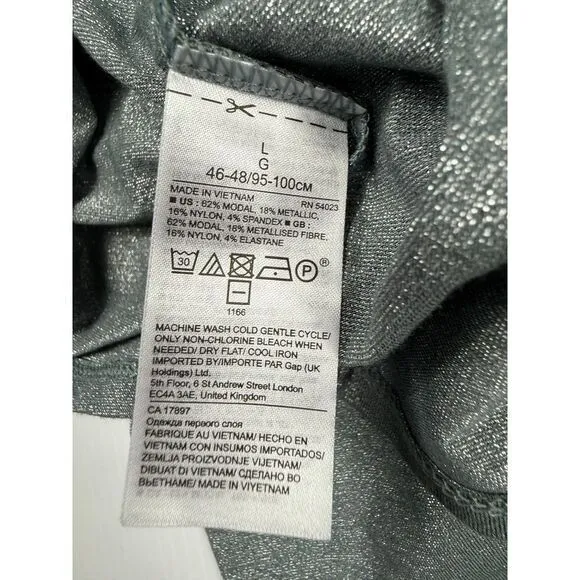 L
G
46-48/95-100CM
MADE IN VIETNAM RN 54023
■ US : 62% MODAL, 18% METALLIC,
16% NYLON, 4% SPANDEX ■ GB :
62% MODAL, 18% METALLISED FIBRE,
16% NYLON, 4% ELASTANE
30 P ®
1166
MACHINE WASH COLD GENTLE CYCLE/
ONLY NON-CHLORINE BLEACH WHEN
NEEDED/ DRY FLAT/ COOL IRON
IMPORTED BY/IMPORTE PAR Gap (UK
Holdings) Ltd.
5th Floor, 6 St Andrew Street London
EC4A 3AE, United Kingdom
CA 17897
Одежда первого слоя
FABRIQUE AU VIETNAM/ HECHO EN
VIETNAM CON INSUMOS IMPORTADOS/
ZEMLJA PROIZVODNJE VIJETNAM/
DIBUAT DI VIETNAM/ СДЕЛАНО ВО
ВЬЕТНАМЕ/ MADE IN VIYETNAM